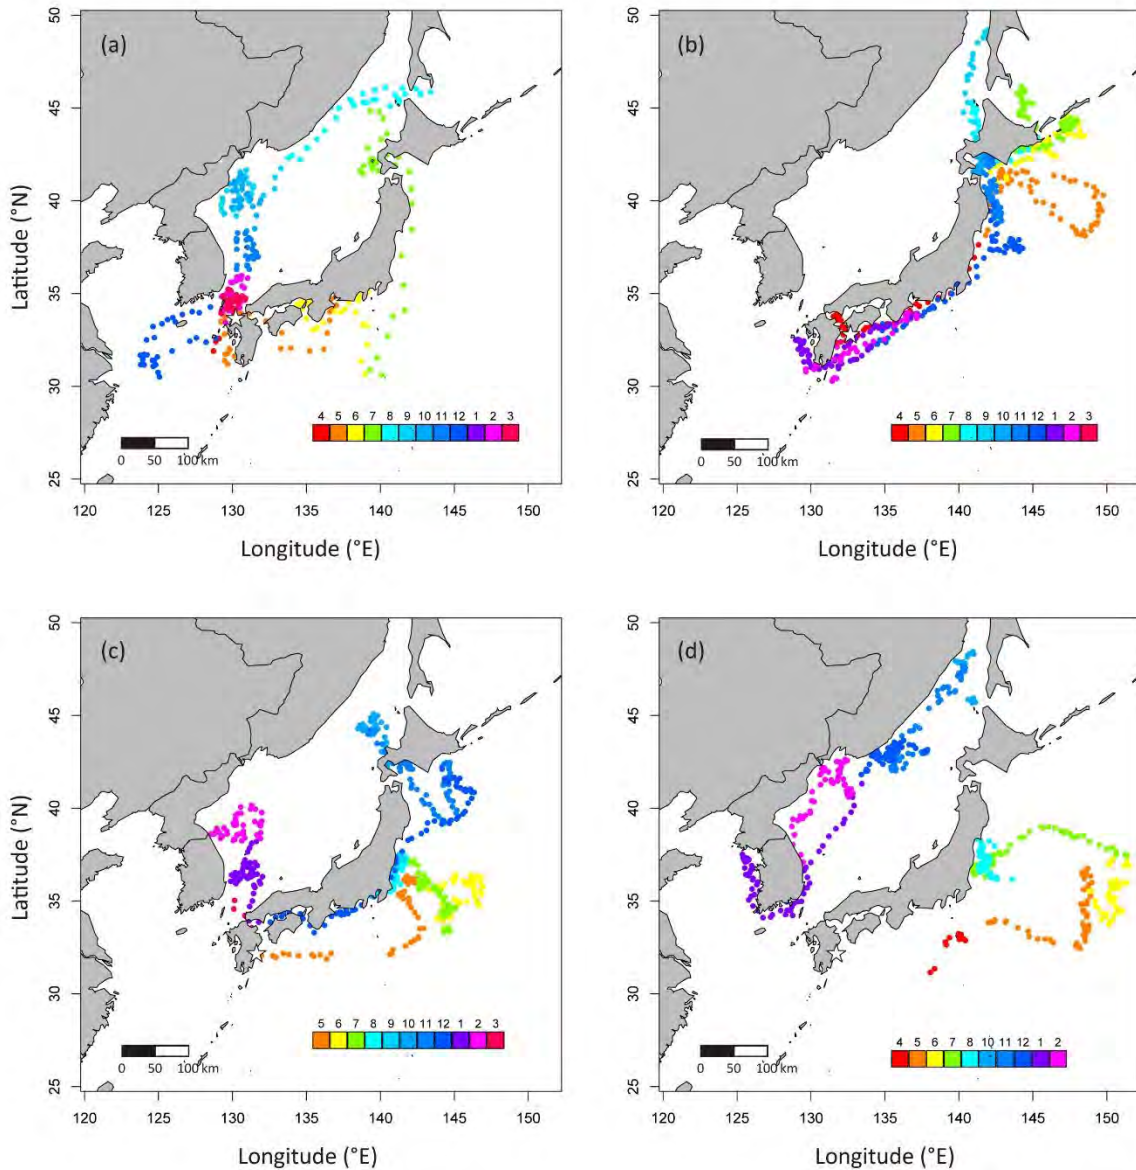 (a)
50
45
40
35
30
25
Latitude (°N)
4 5 6 7 8 9 10 11 12 1 2 3
0 50 100 km
120 125 130 135 140 145 150
Longitude (°E)
(b)
50
45
40
35
30
25
4 5 6 7 8 9 10 11 12 1 2 3
0 50 100 km
120 125 130 135 140 145 150
Longitude (°E)
(c)
50
45
40
35
30
25
Latitude (°N)
5 6 7 8 9 10 11 12 1 2 3
0 50 100 km
120 125 130 135 140 145 150
Longitude (°E)
(d)
50
45
40
35
30
25
4 5 6 7 8 10 11 12 1 2
0 50 100 km
120 125 130 135 140 145 150
Longitude (°E)